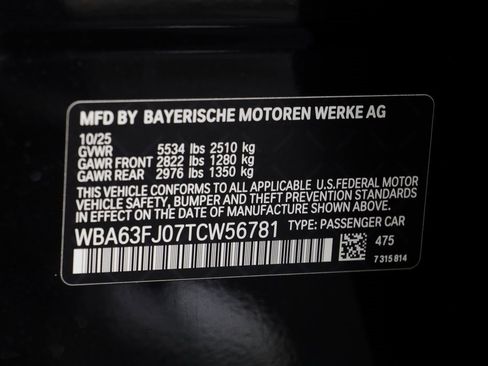 MFD BY BAYERISCHE MOTOREN WERKE AG
10/25
GVWR 5534 lbs 2510 kg
GAWR FRONT 2822 lbs 1280 kg
GAWR REAR 2976 lbs 1350 kg
THIS VEHICLE CONFORMS TO ALL APPLICABLE U.S.FEDERAL MOTOR
VEHICLE SAFETY, BUMPER AND THEFT PREVENTION STANDARDS
IN EFFECT ON THE DATE OF MANUFACTURE SHOWN ABOVE.
WBA63FJ07TCW56781 TYPE: PASSENGER CAR
475
7 315 814